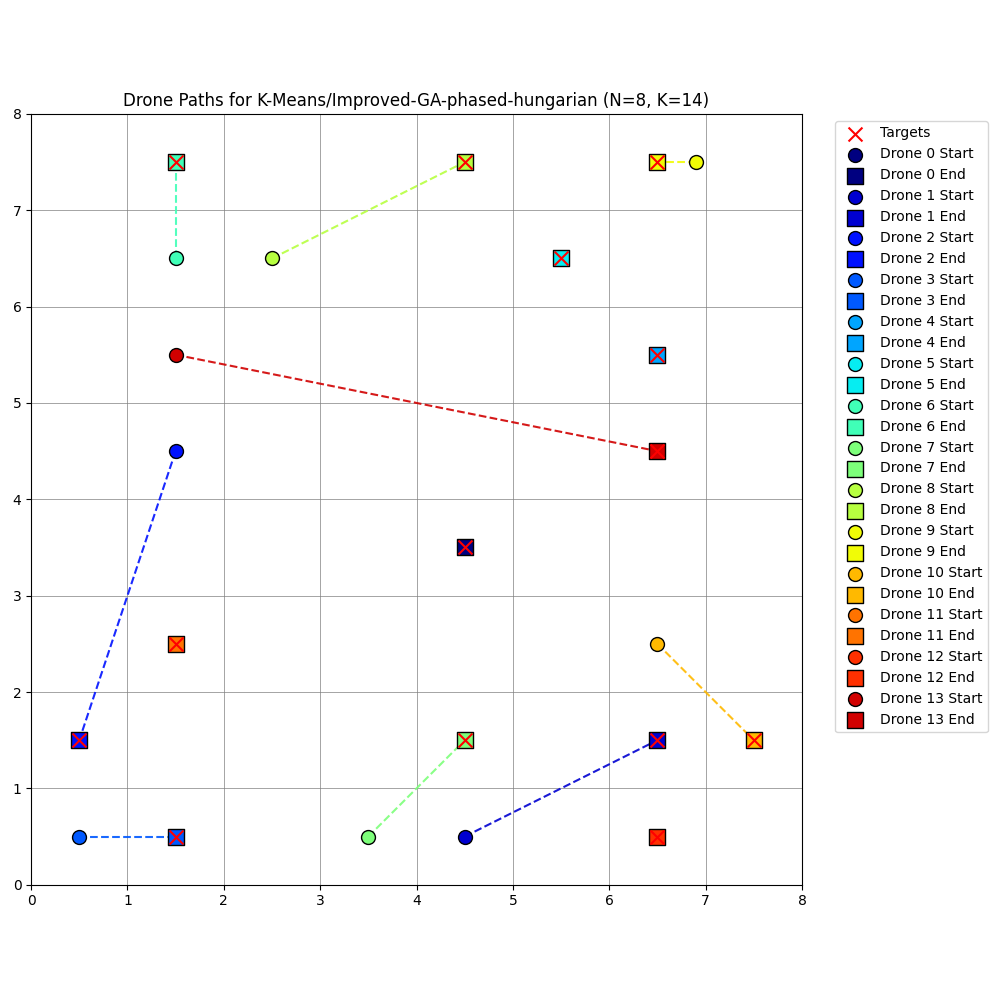 Drone Paths for K-Means/Improved-GA-phased-hungarian (N=8, K=14)
8
7
6
5
4
3
2
1
0
0 1 2 3 4 5 6 7 8
Targets
Drone 0 Start
Drone 0 End
Drone 1 Start
Drone 1 End
Drone 2 Start
Drone 2 End
Drone 3 Start
Drone 3 End
Drone 4 Start
Drone 4 End
Drone 5 Start
Drone 5 End
Drone 6 Start
Drone 6 End
Drone 7 Start
Drone 7 End
Drone 8 Start
Drone 8 End
Drone 9 Start
Drone 9 End
Drone 10 Start
Drone 10 End
Drone 11 Start
Drone 11 End
Drone 12 Start
Drone 12 End
Drone 13 Start
Drone 13 End